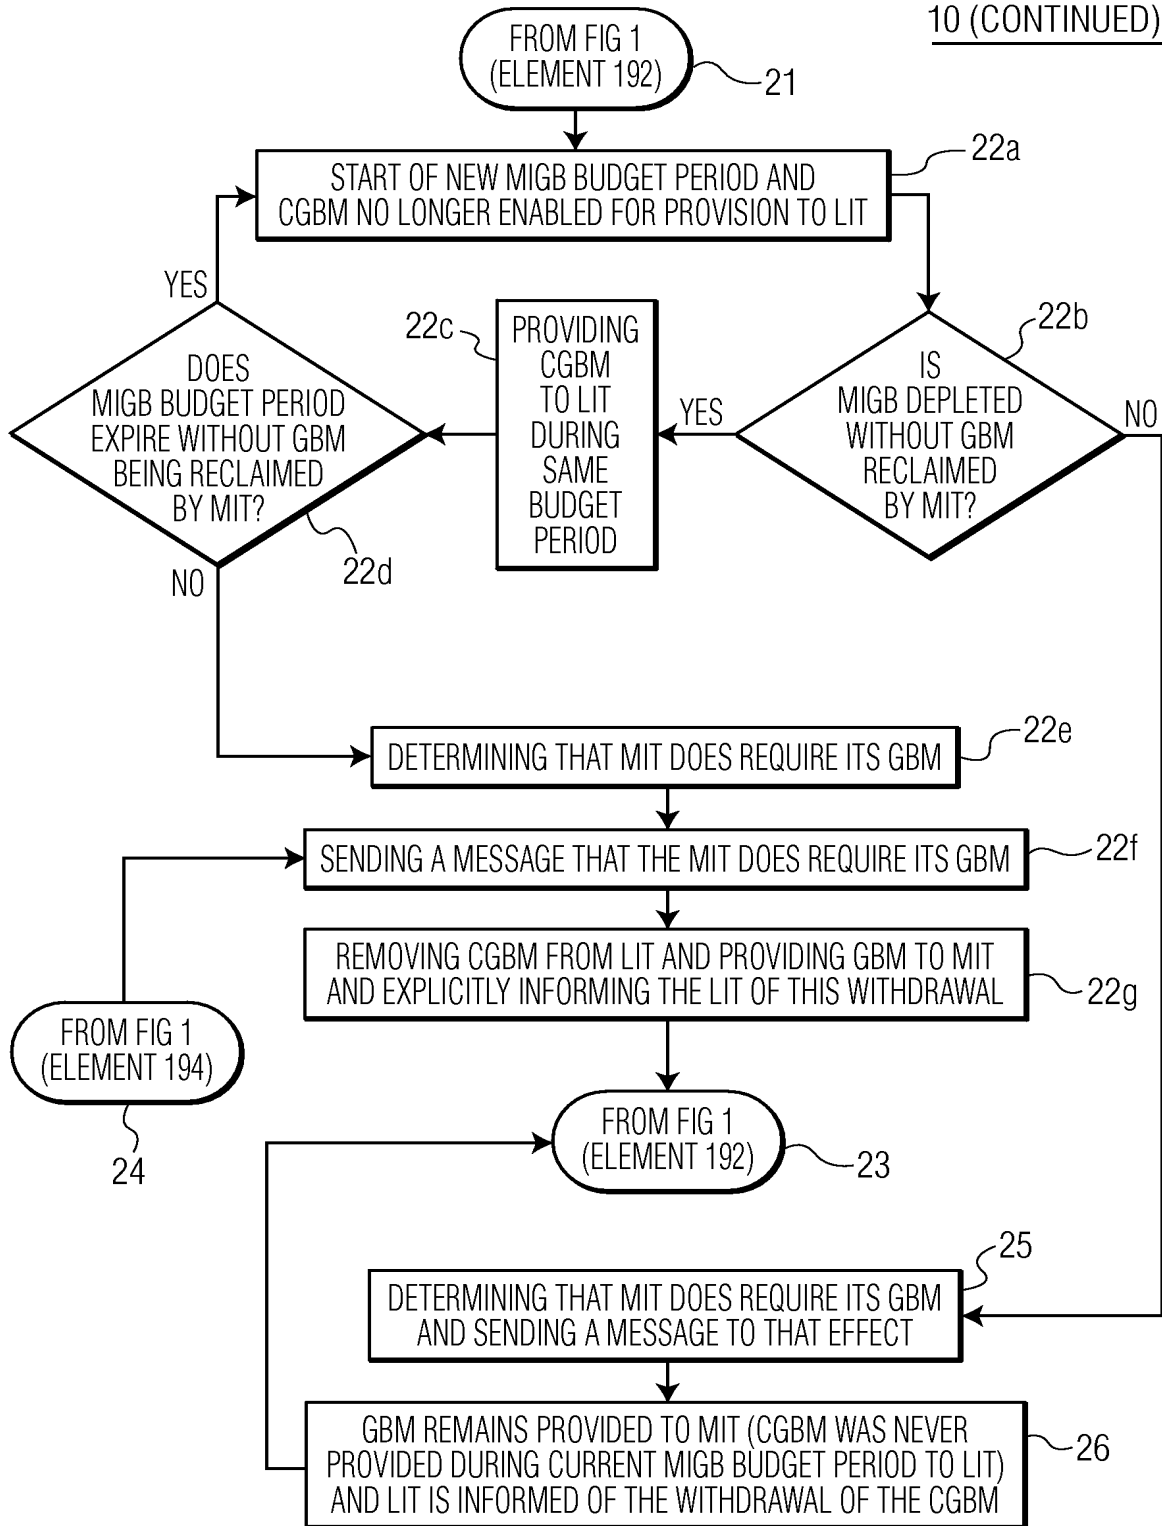 10 (CONTINUED)
FROM FIG 1
(ELEMENT 192)
21
START OF NEW MIGB BUDGET PERIOD AND
CGBM NO LONGER ENABLED FOR PROVISION TO LIT
22a
YES
DOES
MIGB BUDGET PERIOD
EXPIRE WITHOUT GBM
BEING RECLAIMED
BY MIT?
22d
NO
22c
PROVIDING
CGBM
TO LIT
DURING
SAME
BUDGET
PERIOD
YES
22b
IS
MIGB DEPLETED
WITHOUT GBM
RECLAIMED
BY MIT?
NO
DETERMINING THAT MIT DOES REQUIRE ITS GBM
22e
SENDING A MESSAGE THAT THE MIT DOES REQUIRE ITS GBM
22f
REMOVING CGBM FROM LIT AND PROVIDING GBM TO MIT
AND EXPLICITLY INFORMING THE LIT OF THIS WITHDRAWAL
22g
FROM FIG 1
(ELEMENT 194)
24
FROM FIG 1
(ELEMENT 192)
23
25
DETERMINING THAT MIT DOES REQUIRE ITS GBM
AND SENDING A MESSAGE TO THAT EFFECT
GBM REMAINS PROVIDED TO MIT (CGBM WAS NEVER
PROVIDED DURING CURRENT MIGB BUDGET PERIOD TO LIT)
AND LIT IS INFORMED OF THE WITHDRAWAL OF THE CGBM
26